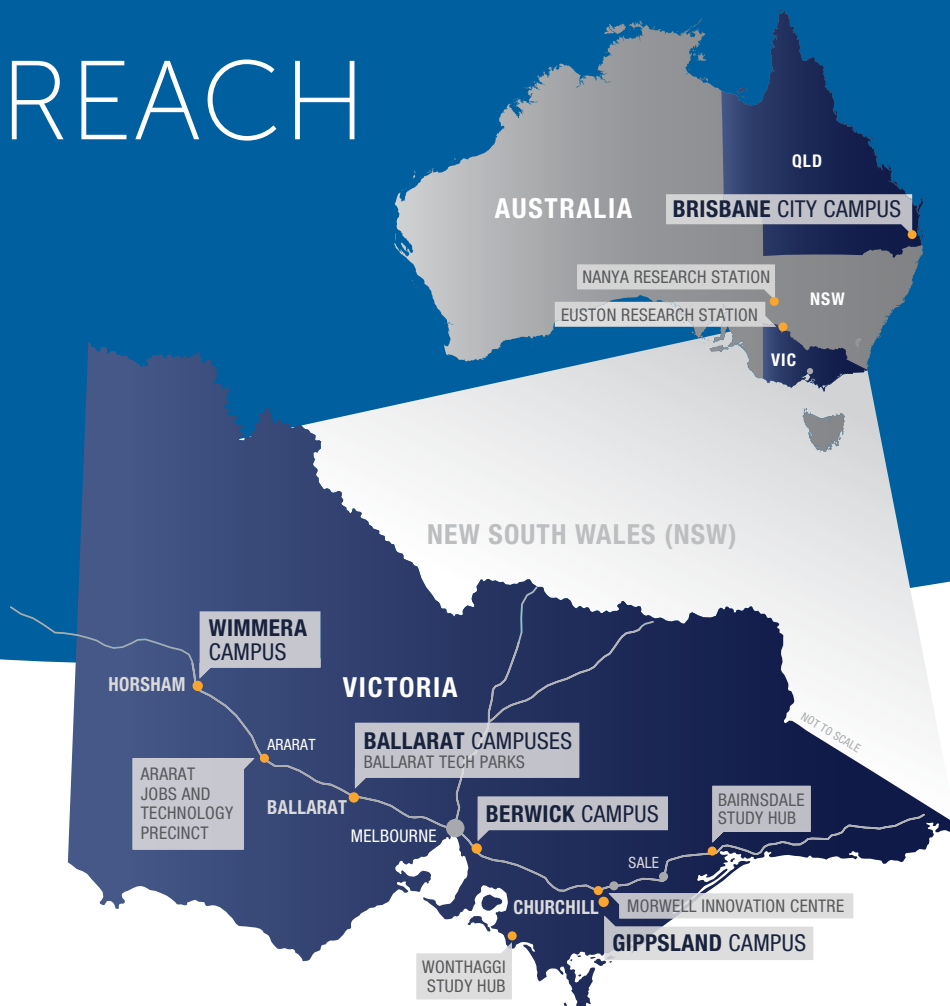 REACH
QLD
AUSTRALIA
BRISBANE CITY CAMPUS
NANYA RESEARCH STATION
NSW
EUSTON RESEARCH STATION
VIC
NEW SOUTH WALES (NSW)
WIMMERA
CAMPUS
HORSHAM
VICTORIA
NOT TO SCALE
ARARAT
BALLARAT CAMPUSES
BALLARAT TECH PARKS
ARARAT
JOBS AND
TECHNOLOGY
PRECINCT
BALLARAT
MELBOURNE
BERWICK CAMPUS
BAIRNSDALE
STUDY HUB
SALE
CHURCHILL
MORWELL INNOVATION CENTRE
GIPPSLAND CAMPUS
WONTHAGGI
STUDY HUB